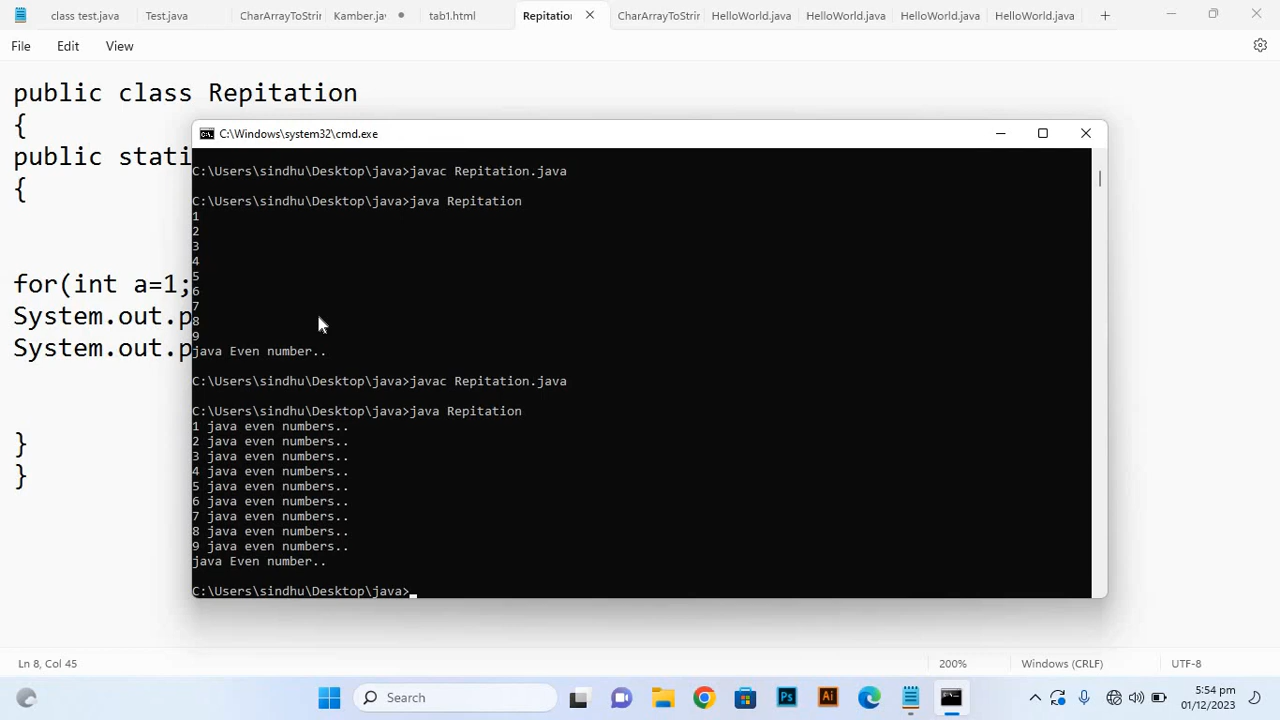 class test.java Test.java CharArrayToStrir Kamber.ja tab1.html Repitation CharArrayToStrir HelloWorld.java HelloWorld.java HelloWorld.java HelloWorld.java
File Edit View
public class Repitation
{
public stati
{
for(int a=1;
System.out.p
System.out.p
}
}
C:\Windows\system32\cmd.exe
C:\Users\sindhu\Desktop\java>javac Repitation.java
C:\Users\sindhu\Desktop\java>java Repitation
1
2
3
4
5
6
7
8
9
java Even number..
C:\Users\sindhu\Desktop\java>javac Repitation.java
C:\Users\sindhu\Desktop\java>java Repitation
1 java even numbers..
2 java even numbers..
3 java even numbers..
4 java even numbers..
5 java even numbers..
6 java even numbers..
7 java even numbers..
8 java even numbers..
9 java even numbers..
java Even number..
C:\Users\sindhu\Desktop\java>
Ln 8, Col 45 200% Windows (CRLF) UTF-8
Search Ps Ai 5:54 pm
01/12/2023